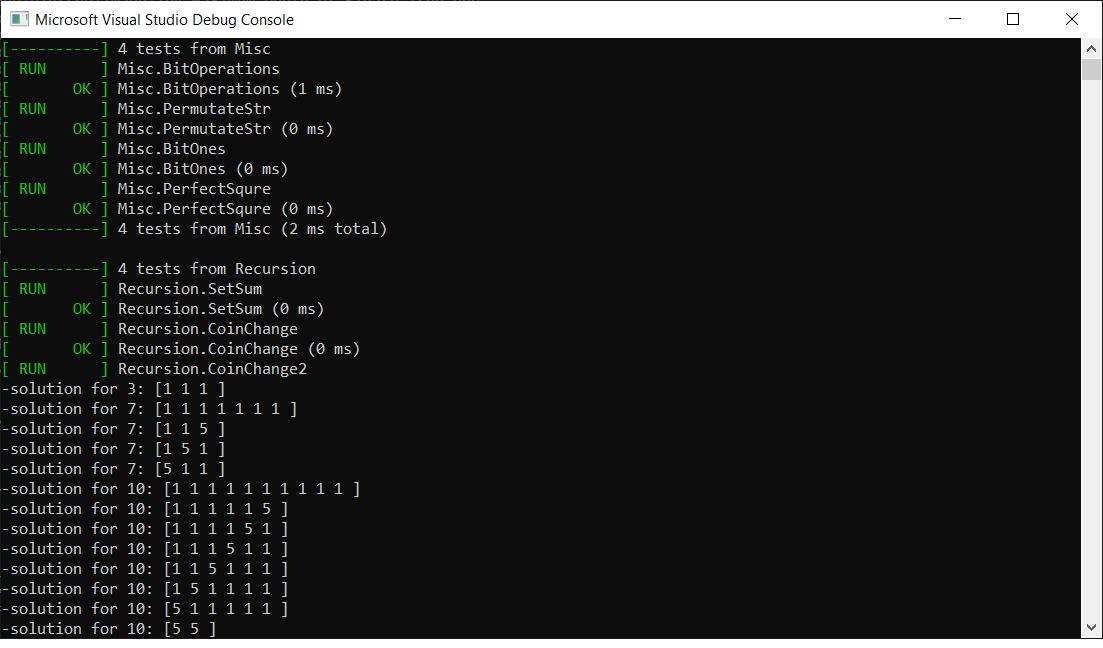 Microsoft Visual Studio Debug Console
[----------] 4 tests from Misc
[ RUN      ] Misc.BitOperations
[       OK ] Misc.BitOperations (1 ms)
[ RUN      ] Misc.PermutateStr
[       OK ] Misc.PermutateStr (0 ms)
[ RUN      ] Misc.BitOnes
[       OK ] Misc.BitOnes (0 ms)
[ RUN      ] Misc.PerfectSqure
[       OK ] Misc.PerfectSqure (0 ms)
[----------] 4 tests from Misc (2 ms total)
[----------] 4 tests from Recursion
[ RUN      ] Recursion.SetSum
[       OK ] Recursion.SetSum (0 ms)
[ RUN      ] Recursion.CoinChange
[       OK ] Recursion.CoinChange (0 ms)
[ RUN      ] Recursion.CoinChange2
-solution for 3: [1 1 1 ]
-solution for 7: [1 1 1 1 1 1 1 ]
-solution for 7: [1 1 5 ]
-solution for 7: [1 5 1 ]
-solution for 7: [5 1 1 ]
-solution for 10: [1 1 1 1 1 1 1 1 1 1 ]
-solution for 10: [1 1 1 1 1 5 ]
-solution for 10: [1 1 1 1 5 1 ]
-solution for 10: [1 1 1 5 1 1 ]
-solution for 10: [1 1 5 1 1 1 ]
-solution for 10: [1 5 1 1 1 1 ]
-solution for 10: [5 1 1 1 1 1 ]
-solution for 10: [5 5 ]